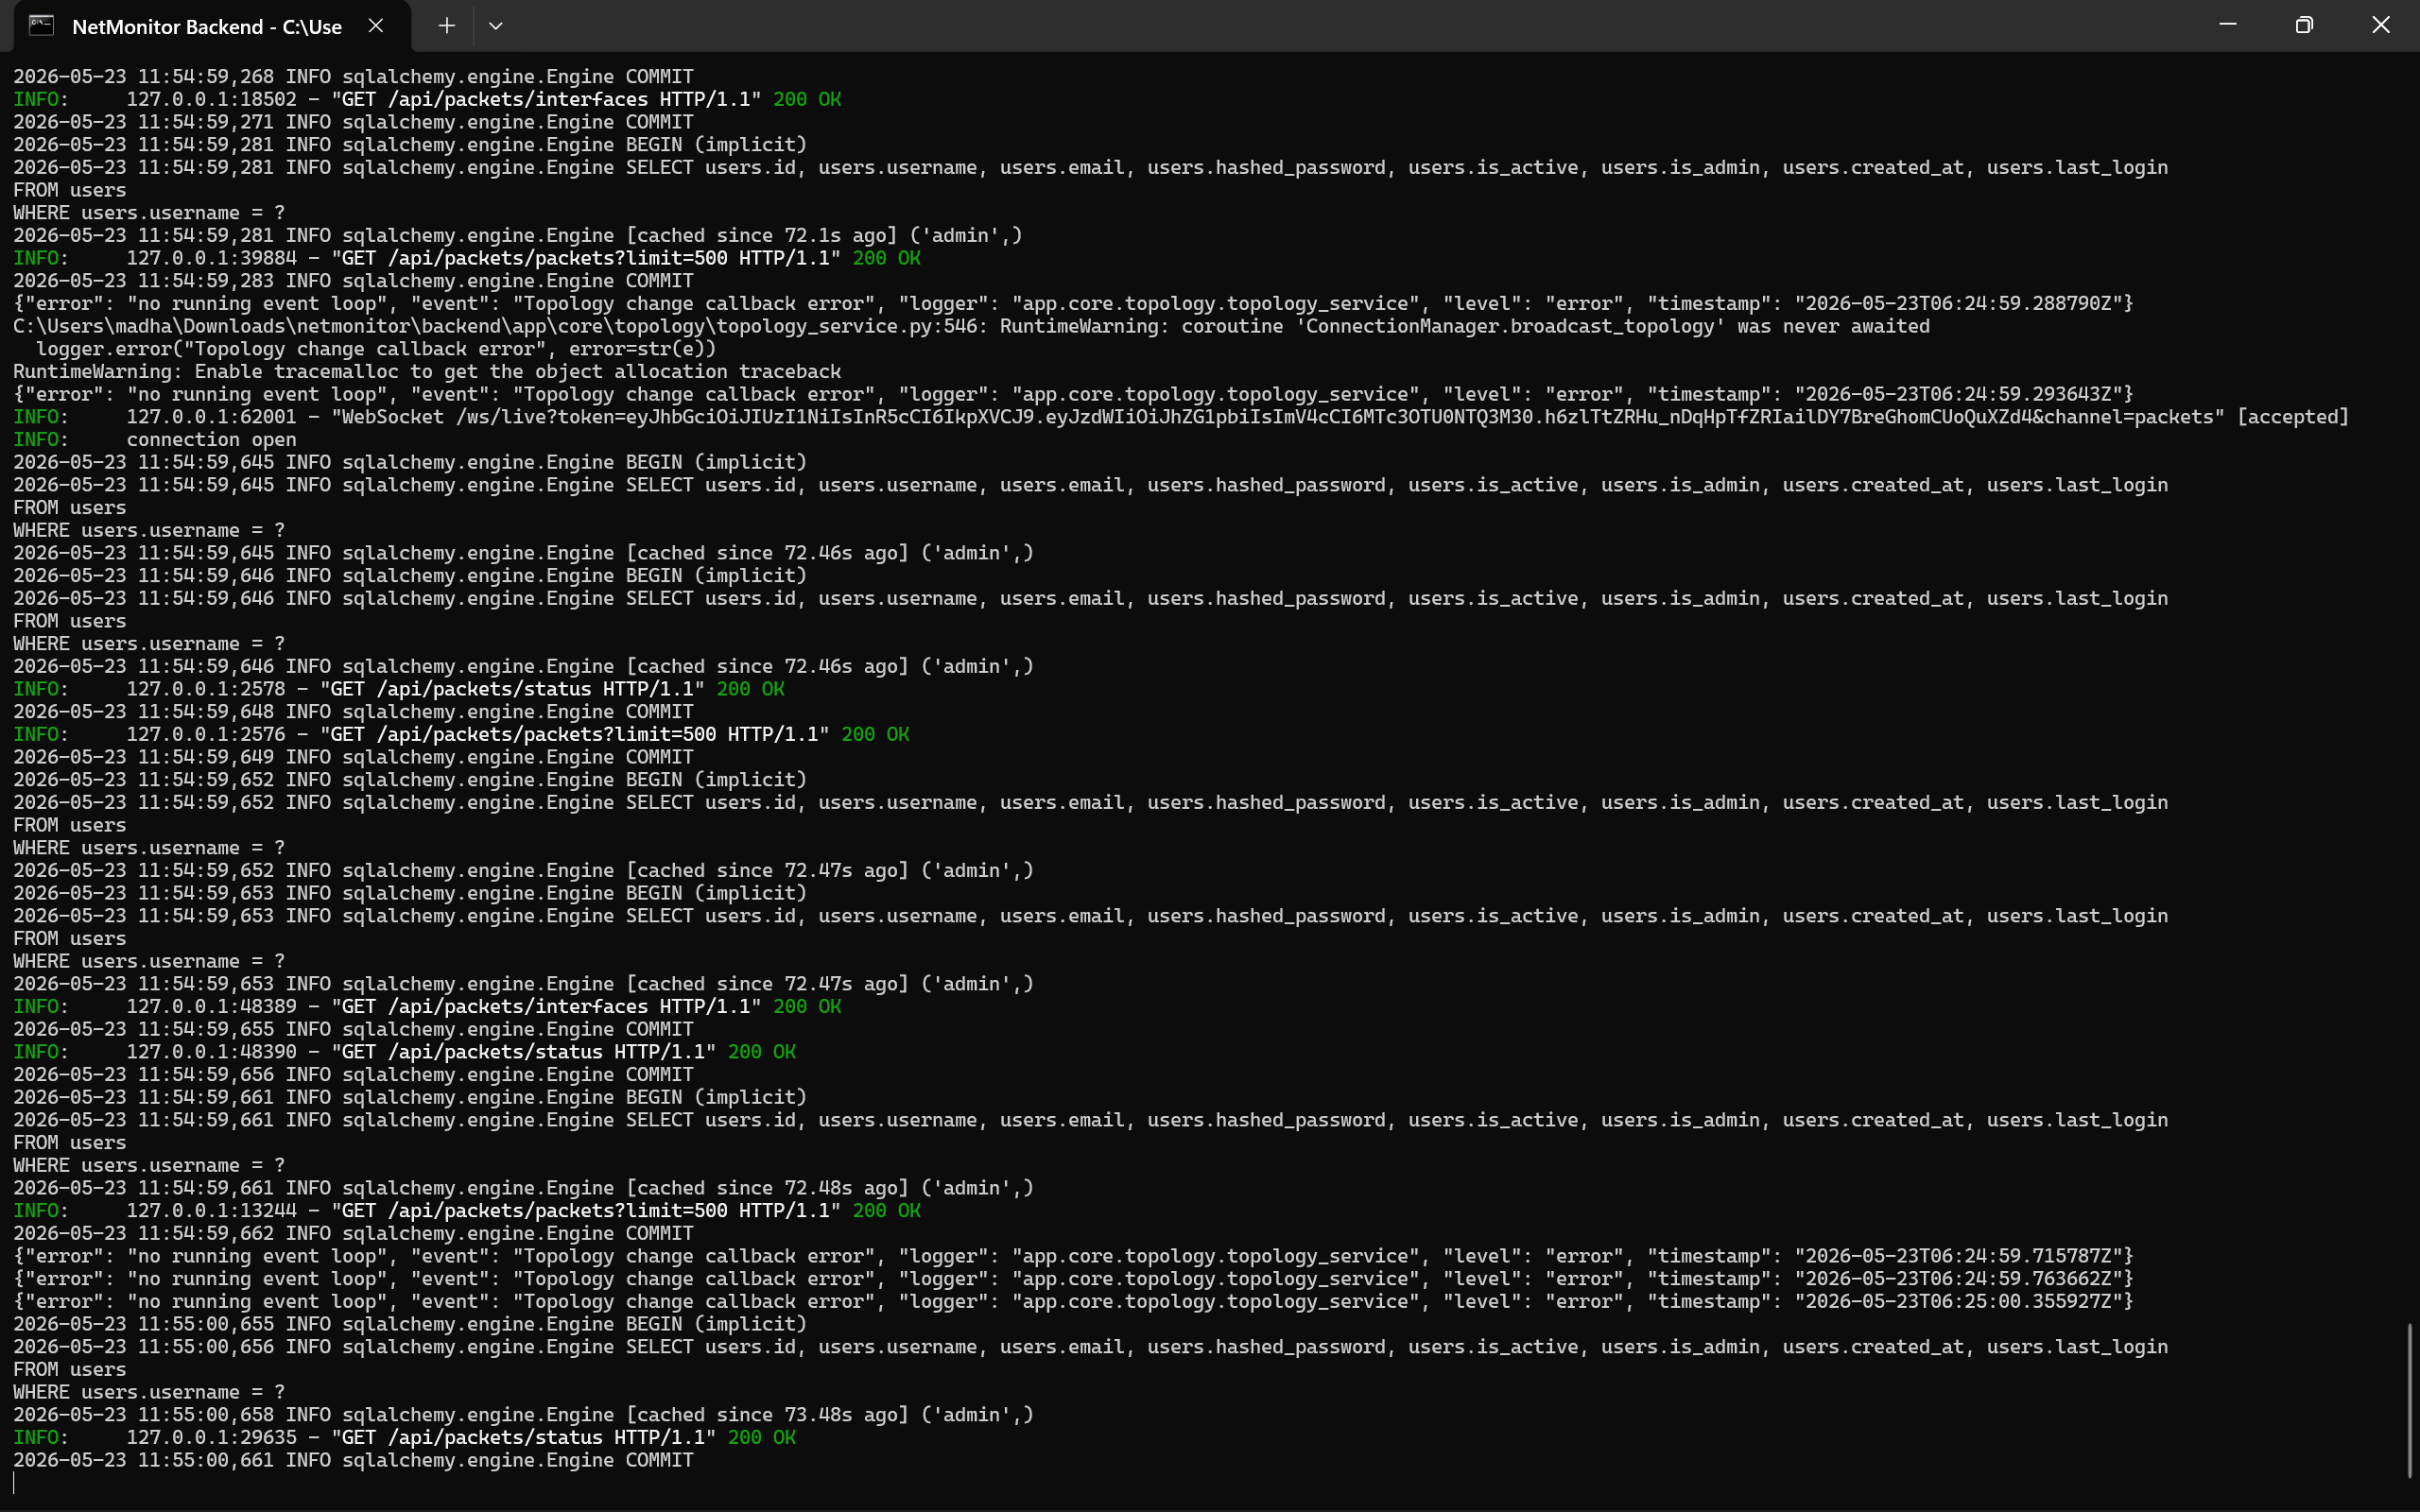 NetMonitor Backend - C:\Use
2026-05-23 11:54:59,268 INFO sqlalchemy.engine.Engine COMMIT
INFO:     127.0.0.1:18502 - "GET /api/packets/interfaces HTTP/1.1" 200 OK
2026-05-23 11:54:59,271 INFO sqlalchemy.engine.Engine COMMIT
2026-05-23 11:54:59,281 INFO sqlalchemy.engine.Engine BEGIN (implicit)
2026-05-23 11:54:59,281 INFO sqlalchemy.engine.Engine SELECT users.id, users.username, users.email, users.hashed_password, users.is_active, users.is_admin, users.created_at, users.last_login
FROM users
WHERE users.username = ?
2026-05-23 11:54:59,281 INFO sqlalchemy.engine.Engine [cached since 72.1s ago] ('admin',)
INFO:     127.0.0.1:39884 - "GET /api/packets/packets?limit=500 HTTP/1.1" 200 OK
2026-05-23 11:54:59,283 INFO sqlalchemy.engine.Engine COMMIT
{"error": "no running event loop", "event": "Topology change callback error", "logger": "app.core.topology.topology_service", "level": "error", "timestamp": "2026-05-23T06:24:59.288790Z"}
C:\Users\madha\Downloads\netmonitor\backend\app\core\topology\topology_service.py:546: RuntimeWarning: coroutine 'ConnectionManager.broadcast_topology' was never awaited
  logger.error("Topology change callback error", error=str(e))
RuntimeWarning: Enable tracemalloc to get the object allocation traceback
{"error": "no running event loop", "event": "Topology change callback error", "logger": "app.core.topology.topology_service", "level": "error", "timestamp": "2026-05-23T06:24:59.293643Z"}
INFO:     127.0.0.1:62001 - "WebSocket /ws/live?token=eyJhbGciOiJIUzI1NiIsInR5cCI6IkpXVCJ9.eyJzdWIiOiJhZG1pbiIsImV4cCI6MTc3OTU0NTQ3M30.h6zlTtZRHu_nDqHpTfZRIailDY7BreGhomCUoQuXZd4&channel=packets" [accepted]
INFO:     connection open
2026-05-23 11:54:59,645 INFO sqlalchemy.engine.Engine BEGIN (implicit)
2026-05-23 11:54:59,645 INFO sqlalchemy.engine.Engine SELECT users.id, users.username, users.email, users.hashed_password, users.is_active, users.is_admin, users.created_at, users.last_login
FROM users
WHERE users.username = ?
2026-05-23 11:54:59,645 INFO sqlalchemy.engine.Engine [cached since 72.46s ago] ('admin',)
2026-05-23 11:54:59,646 INFO sqlalchemy.engine.Engine BEGIN (implicit)
2026-05-23 11:54:59,646 INFO sqlalchemy.engine.Engine SELECT users.id, users.username, users.email, users.hashed_password, users.is_active, users.is_admin, users.created_at, users.last_login
FROM users
WHERE users.username = ?
2026-05-23 11:54:59,646 INFO sqlalchemy.engine.Engine [cached since 72.46s ago] ('admin',)
INFO:     127.0.0.1:2578 - "GET /api/packets/status HTTP/1.1" 200 OK
2026-05-23 11:54:59,648 INFO sqlalchemy.engine.Engine COMMIT
INFO:     127.0.0.1:2576 - "GET /api/packets/packets?limit=500 HTTP/1.1" 200 OK
2026-05-23 11:54:59,649 INFO sqlalchemy.engine.Engine COMMIT
2026-05-23 11:54:59,652 INFO sqlalchemy.engine.Engine BEGIN (implicit)
2026-05-23 11:54:59,652 INFO sqlalchemy.engine.Engine SELECT users.id, users.username, users.email, users.hashed_password, users.is_active, users.is_admin, users.created_at, users.last_login
FROM users
WHERE users.username = ?
2026-05-23 11:54:59,652 INFO sqlalchemy.engine.Engine [cached since 72.47s ago] ('admin',)
2026-05-23 11:54:59,653 INFO sqlalchemy.engine.Engine BEGIN (implicit)
2026-05-23 11:54:59,653 INFO sqlalchemy.engine.Engine SELECT users.id, users.username, users.email, users.hashed_password, users.is_active, users.is_admin, users.created_at, users.last_login
FROM users
WHERE users.username = ?
2026-05-23 11:54:59,653 INFO sqlalchemy.engine.Engine [cached since 72.47s ago] ('admin',)
INFO:     127.0.0.1:48389 - "GET /api/packets/interfaces HTTP/1.1" 200 OK
2026-05-23 11:54:59,655 INFO sqlalchemy.engine.Engine COMMIT
INFO:     127.0.0.1:48390 - "GET /api/packets/status HTTP/1.1" 200 OK
2026-05-23 11:54:59,656 INFO sqlalchemy.engine.Engine COMMIT
2026-05-23 11:54:59,661 INFO sqlalchemy.engine.Engine BEGIN (implicit)
2026-05-23 11:54:59,661 INFO sqlalchemy.engine.Engine SELECT users.id, users.username, users.email, users.hashed_password, users.is_active, users.is_admin, users.created_at, users.last_login
FROM users
WHERE users.username = ?
2026-05-23 11:54:59,661 INFO sqlalchemy.engine.Engine [cached since 72.48s ago] ('admin',)
INFO:     127.0.0.1:13244 - "GET /api/packets/packets?limit=500 HTTP/1.1" 200 OK
2026-05-23 11:54:59,662 INFO sqlalchemy.engine.Engine COMMIT
{"error": "no running event loop", "event": "Topology change callback error", "logger": "app.core.topology.topology_service", "level": "error", "timestamp": "2026-05-23T06:24:59.715787Z"}
{"error": "no running event loop", "event": "Topology change callback error", "logger": "app.core.topology.topology_service", "level": "error", "timestamp": "2026-05-23T06:24:59.763662Z"}
{"error": "no running event loop", "event": "Topology change callback error", "logger": "app.core.topology.topology_service", "level": "error", "timestamp": "2026-05-23T06:25:00.355927Z"}
2026-05-23 11:55:00,655 INFO sqlalchemy.engine.Engine BEGIN (implicit)
2026-05-23 11:55:00,656 INFO sqlalchemy.engine.Engine SELECT users.id, users.username, users.email, users.hashed_password, users.is_active, users.is_admin, users.created_at, users.last_login
FROM users
WHERE users.username = ?
2026-05-23 11:55:00,658 INFO sqlalchemy.engine.Engine [cached since 73.48s ago] ('admin',)
INFO:     127.0.0.1:29635 - "GET /api/packets/status HTTP/1.1" 200 OK
2026-05-23 11:55:00,661 INFO sqlalchemy.engine.Engine COMMIT